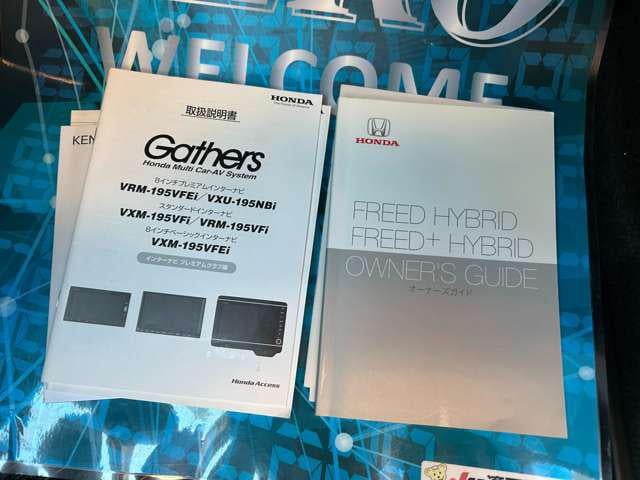 WELCOME
KEN
取扱説明書
HONDA
The Power of Dreams
Gathers
Honda Multi Car-AV System
8インチプレミアムインターナビ
VRM-195VFEi/VXU-195NBi
スタンダードインターナビ
VXM-195VFi/VRM-195VFi
8インチベーシックインターナビ
VXM-195VFEi
インターナビ プレミアムクラブ編
Honda Access
HONDA
FREED HYBRID
FREED+ HYBRID
OWNER'S GUIDE
オーナーズガイド